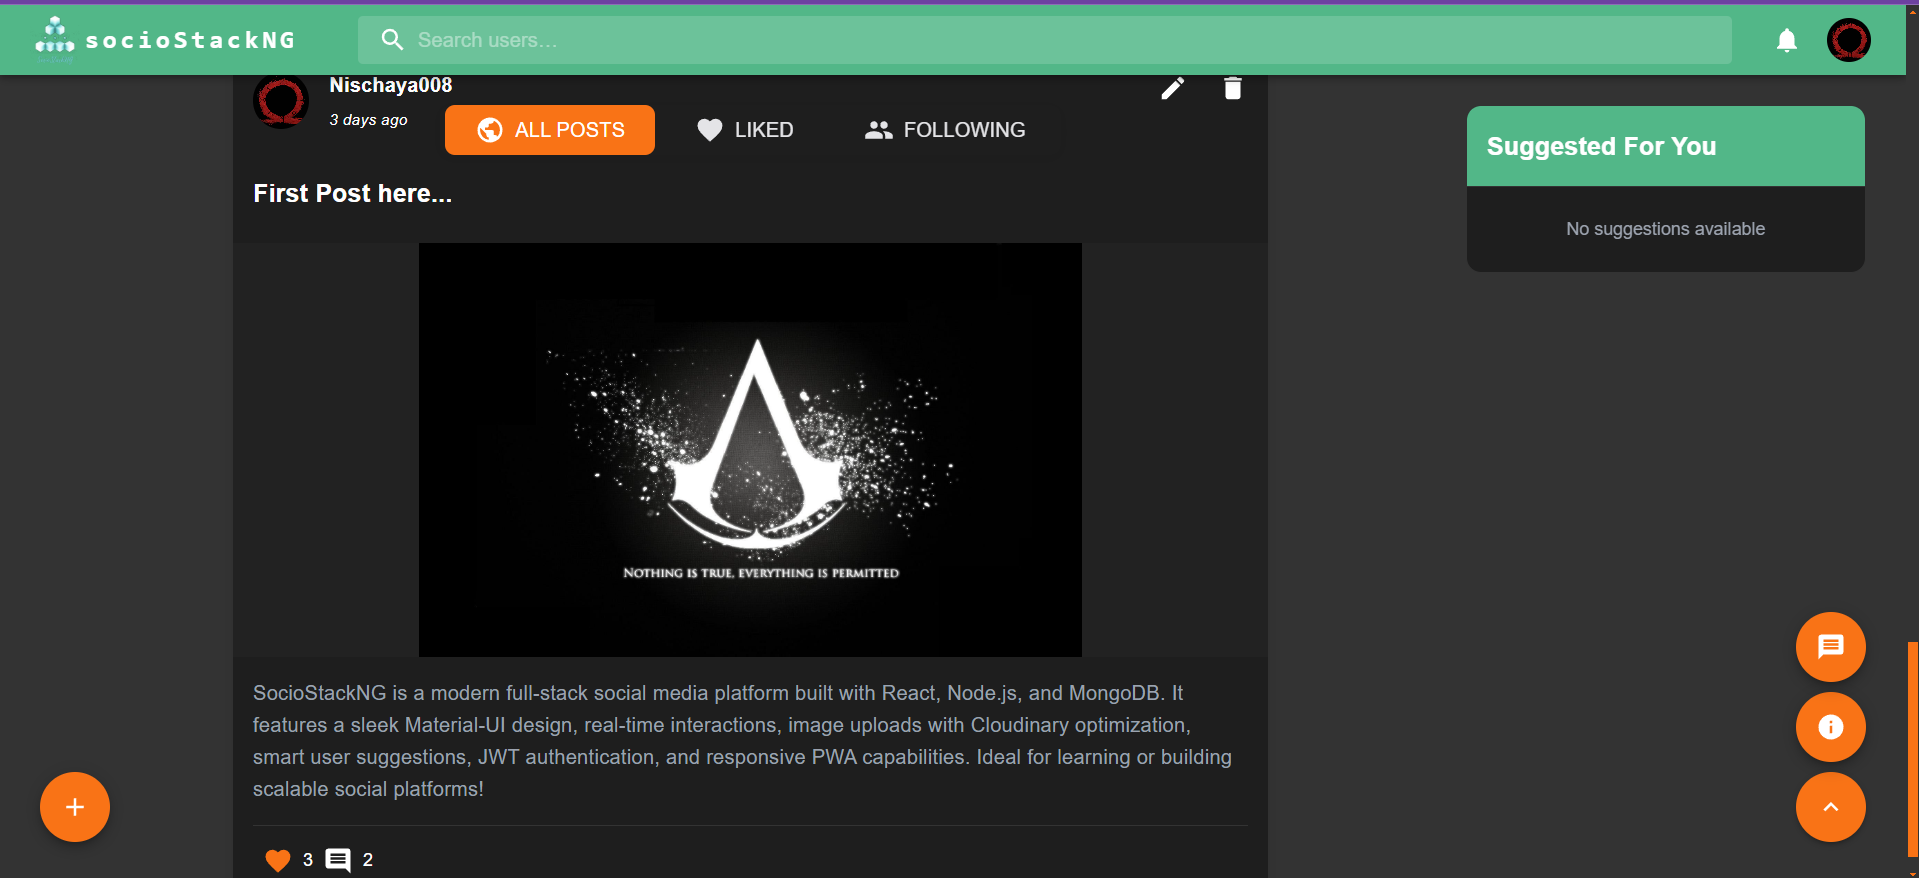 socioStackNG
Search users...
Nischaya008
3 days ago
ALL POSTS
LIKED
FOLLOWING
First Post here...
Suggested For You
No suggestions available
NOTHING IS TRUE, EVERYTHING IS PERMITTED
SocioStackNG is a modern full-stack social media platform built with React, Node.js, and MongoDB. It
features a sleek Material-UI design, real-time interactions, image uploads with Cloudinary optimization,
smart user suggestions, JWT authentication, and responsive PWA capabilities. Ideal for learning or building
scalable social platforms!
3
2